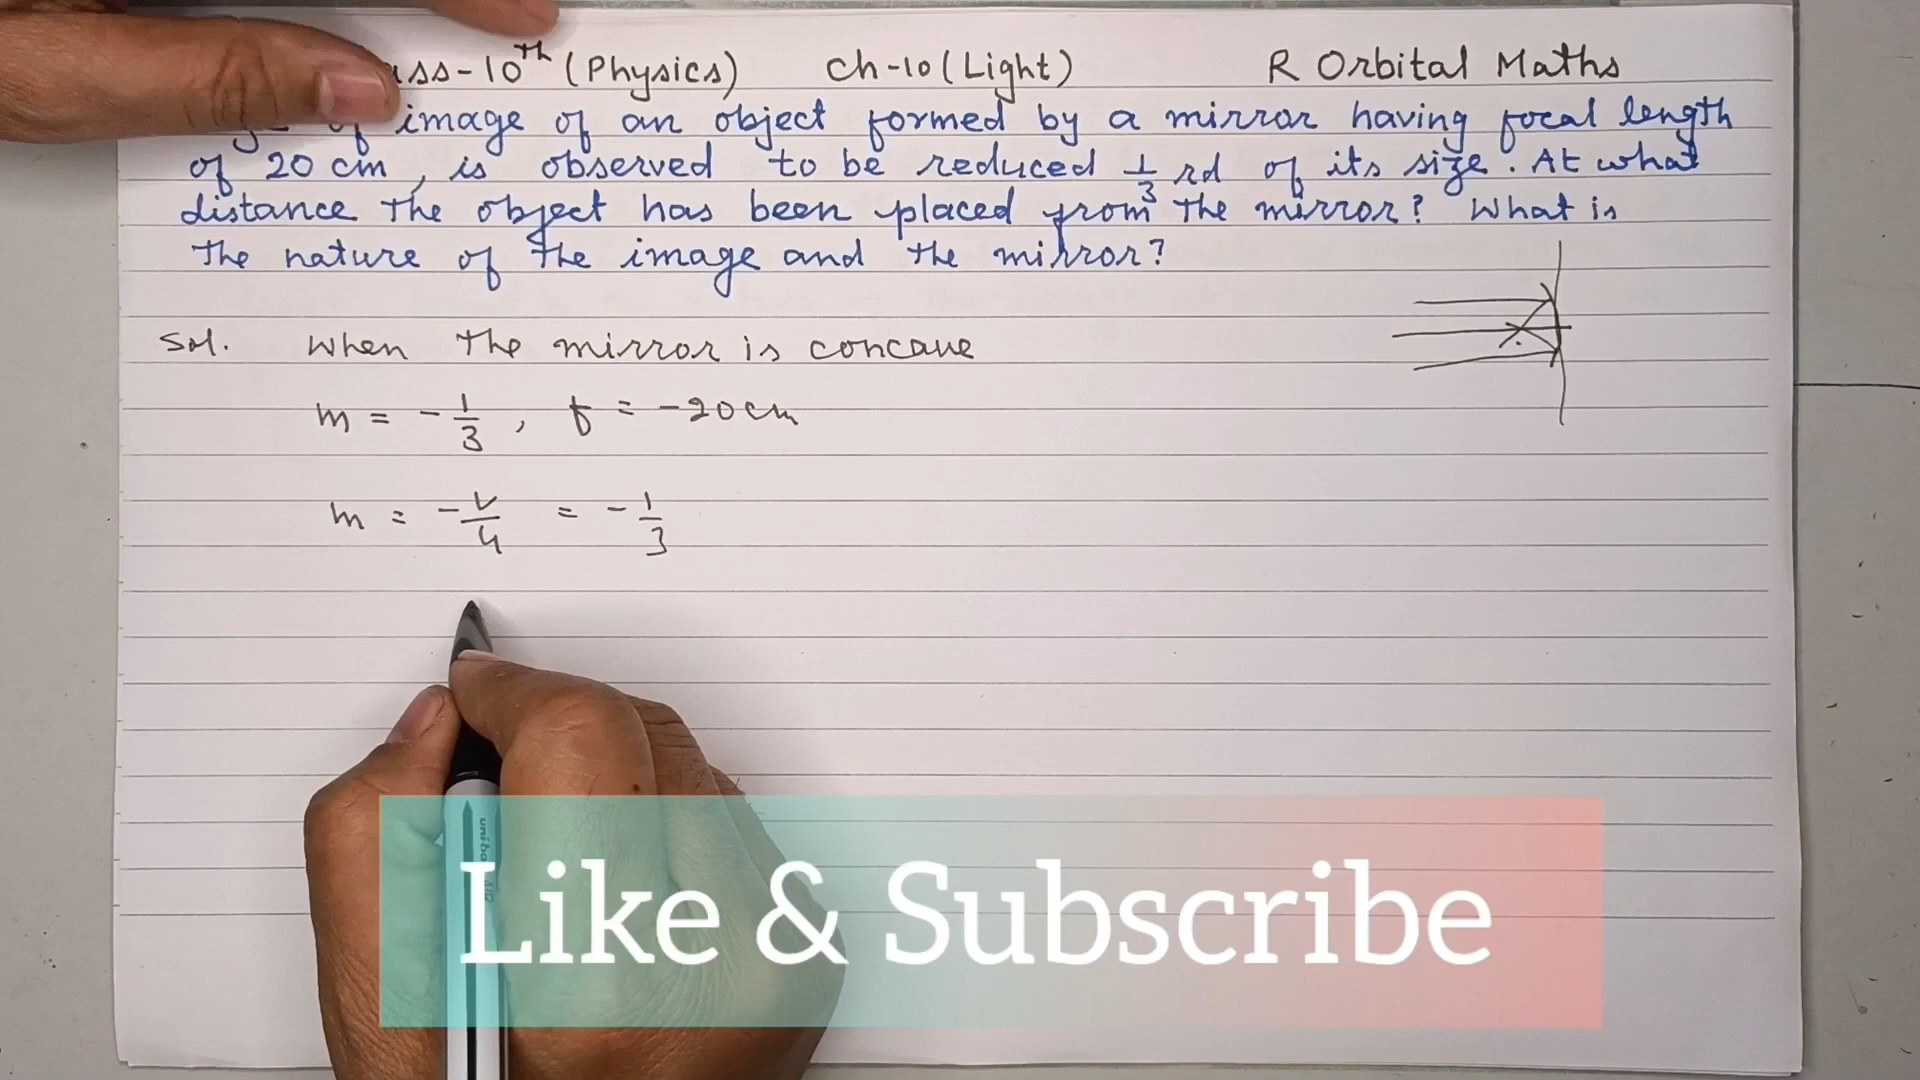 ass-10th (Physics) Ch-10 (Light) R Orbital Maths
of image of an object formed by a mirror having focal length
of 20 cm, is observed to be reduced 1/3 rd of its size. At what
distance the object has been placed from the mirror? What is
the nature of the image and the mirror?
Sol. When the mirror is concave
m = -1/3, f = -20cm
m = -v/u = -1/3
Like & Subscribe